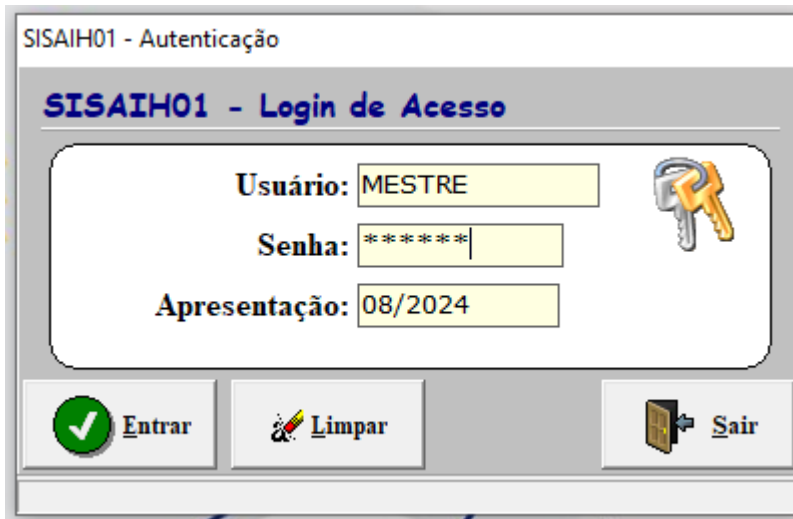 SISAIH01 - Autenticação
SISAIH01 - Login de Acesso
Usuário: MESTRE
Senha: ******
Apresentação: 08/2024
Entrar Limpar Sair